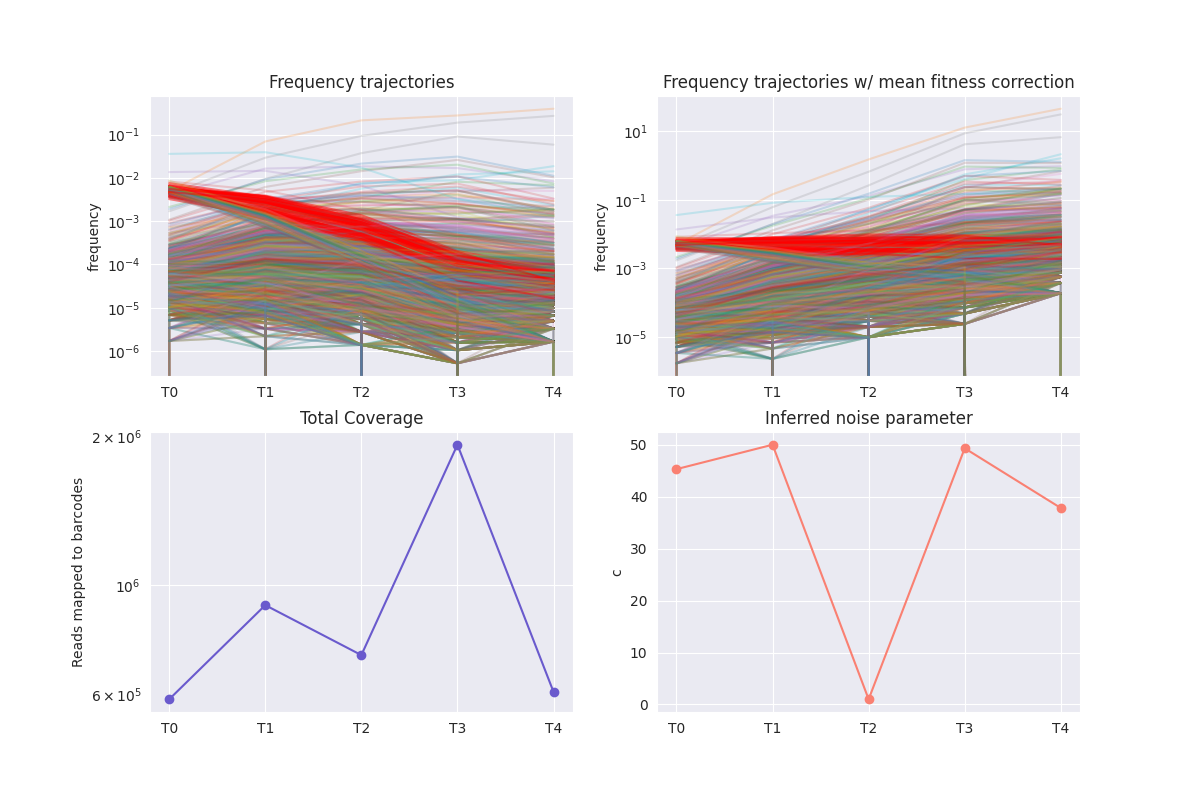 Frequency trajectories
frequency
10⁻¹
10⁻²
10⁻³
10⁻⁴
10⁻⁵
10⁻⁶
T0 T1 T2 T3 T4
Frequency trajectories w/ mean fitness correction
frequency
10¹
10⁻¹
10⁻³
10⁻⁵
T0 T1 T2 T3 T4
Total Coverage
Reads mapped to barcodes
2 × 10⁶
10⁶
6 × 10⁵
T0 T1 T2 T3 T4
Inferred noise parameter
c
50
40
30
20
10
0
T0 T1 T2 T3 T4